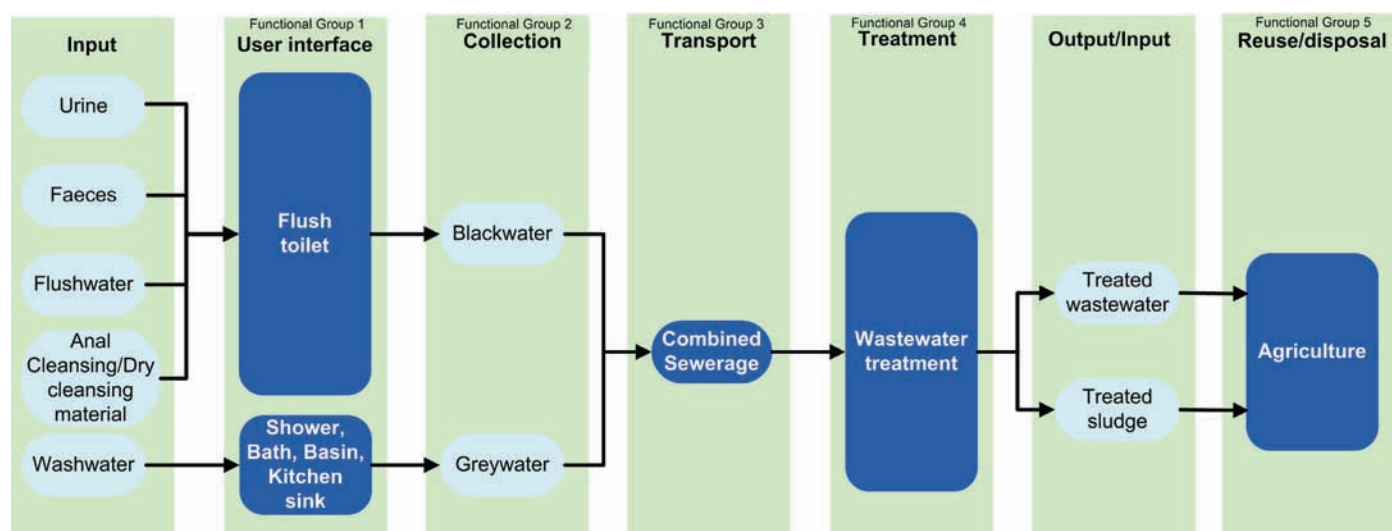 Input
Urine
Faeces
Flushwater
Anal
Cleansing/Dry
cleansing
material
Washwater
Functional Group 1
User interface
Flush
toilet
Shower,
Bath, Basin,
Kitchen
sink
Functional Group 2
Collection
Blackwater
Greywater
Functional Group 3
Transport
Combined
Sewerage
Functional Group 4
Treatment
Wastewater
treatment
Output/Input
Treated
wastewater
Treated
sludge
Functional Group 5
Reuse/disposal
Agriculture